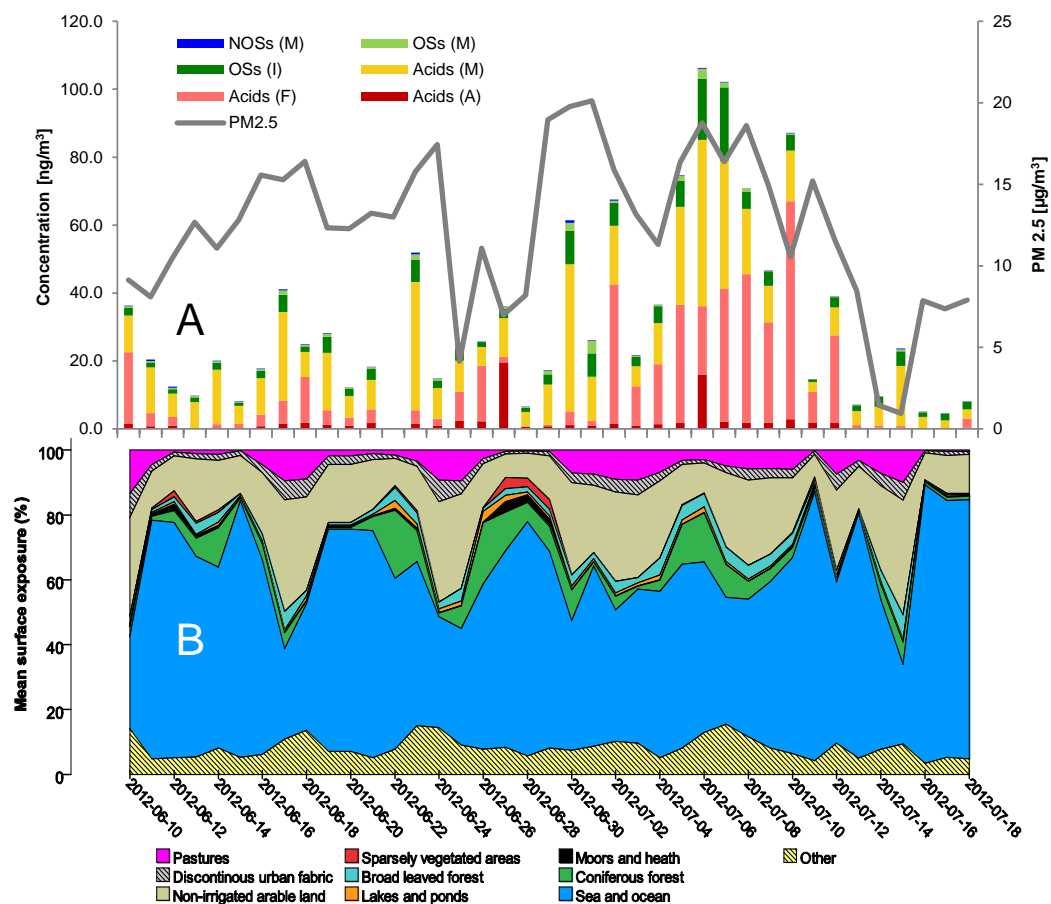 120.0
100.0
80.0
60.0
40.0
20.0
0.0
Concentration [ng/m³]
25
20
15
10
5
0
PM 2.5 [µg/m³]
NOSs (M)
OSs (M)
OSs (I)
Acids (M)
Acids (F)
Acids (A)
PM2.5
A
100
80
60
40
20
0
Mean surface exposure (%)
B
2012-06-10
2012-06-12
2012-06-14
2012-06-16
2012-06-18
2012-06-20
2012-06-22
2012-06-24
2012-06-26
2012-06-28
2012-06-30
2012-07-02
2012-07-04
2012-07-06
2012-07-08
2012-07-10
2012-07-12
2012-07-14
2012-07-16
2012-07-18
Pastures
Sparsely vegetated areas
Moors and heath
Other
Discontinous urban fabric
Broad leaved forest
Coniferous forest
Non-irrigated arable land
Lakes and ponds
Sea and ocean